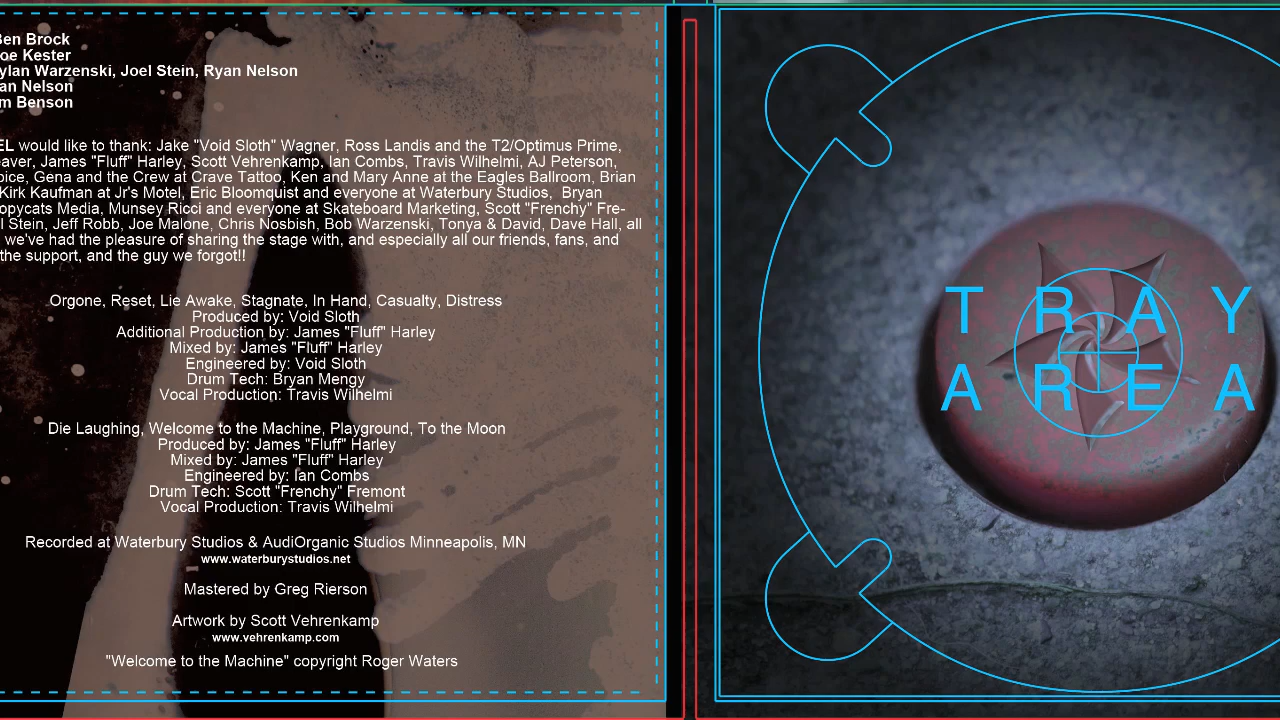 Ben Brock
oe Kester
ylan Warzenski, Joel Stein, Ryan Nelson
an Nelson
m Benson
EL would like to thank: Jake "Void Sloth" Wagner, Ross Landis and the T2/Optimus Prime,
eaver, James "Fluff" Harley, Scott Vehrenkamp, Ian Combs, Travis Wilhelmi, AJ Peterson,
oice, Gena and the Crew at Crave Tattoo, Ken and Mary Anne at the Eagles Ballroom, Brian
Kirk Kaufman at Jr's Motel, Eric Bloomquist and everyone at Waterbury Studios, Bryan
opycats Media, Munsey Ricci and everyone at Skateboard Marketing, Scott "Frenchy" Fre-
l Stein, Jeff Robb, Joe Malone, Chris Nosbish, Bob Warzenski, Tonya & David, Dave Hall, all
we've had the pleasure of sharing the stage with, and especially all our friends, fans, and
the support, and the guy we forgot!!
Orgone, Reset, Lie Awake, Stagnate, In Hand, Casualty, Distress
Produced by: Void Sloth
Additional Production by: James "Fluff" Harley
Mixed by: James "Fluff" Harley
Engineered by: Void Sloth
Drum Tech: Bryan Mengy
Vocal Production: Travis Wilhelmi
Die Laughing, Welcome to the Machine, Playground, To the Moon
Produced by: James "Fluff" Harley
Mixed by: James "Fluff" Harley
Engineered by: Ian Combs
Drum Tech: Scott "Frenchy" Fremont
Vocal Production: Travis Wilhelmi
Recorded at Waterbury Studios & AudiOrganic Studios Minneapolis, MN
www.waterburystudios.net
Mastered by Greg Rierson
Artwork by Scott Vehrenkamp
www.vehrenkamp.com
"Welcome to the Machine" copyright Roger Waters
TRAY
AREA